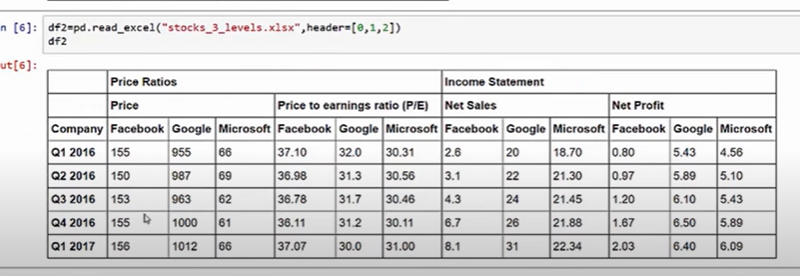 n [6]: df2=pd.read_excel("stocks_3_levels.xlsx",header=[0,1,2])
df2
ut[6]:
Price Ratios Income Statement
Price Price to earnings ratio (P/E) Net Sales Net Profit
Company Facebook Google Microsoft Facebook Google Microsoft Facebook Google Microsoft Facebook Google Microsoft
Q1 2016 155 955 66 37.10 32.0 30.31 2.6 20 18.70 0.80 5.43 4.56
Q2 2016 150 987 69 36.98 31.3 30.56 3.1 22 21.30 0.97 5.89 5.10
Q3 2016 153 963 62 36.78 31.7 30.46 4.3 24 21.45 1.20 6.10 5.43
Q4 2016 155 1000 61 36.11 31.2 30.11 6.7 26 21.88 1.67 6.50 5.89
Q1 2017 156 1012 66 37.07 30.0 31.00 8.1 31 22.34 2.03 6.40 6.09